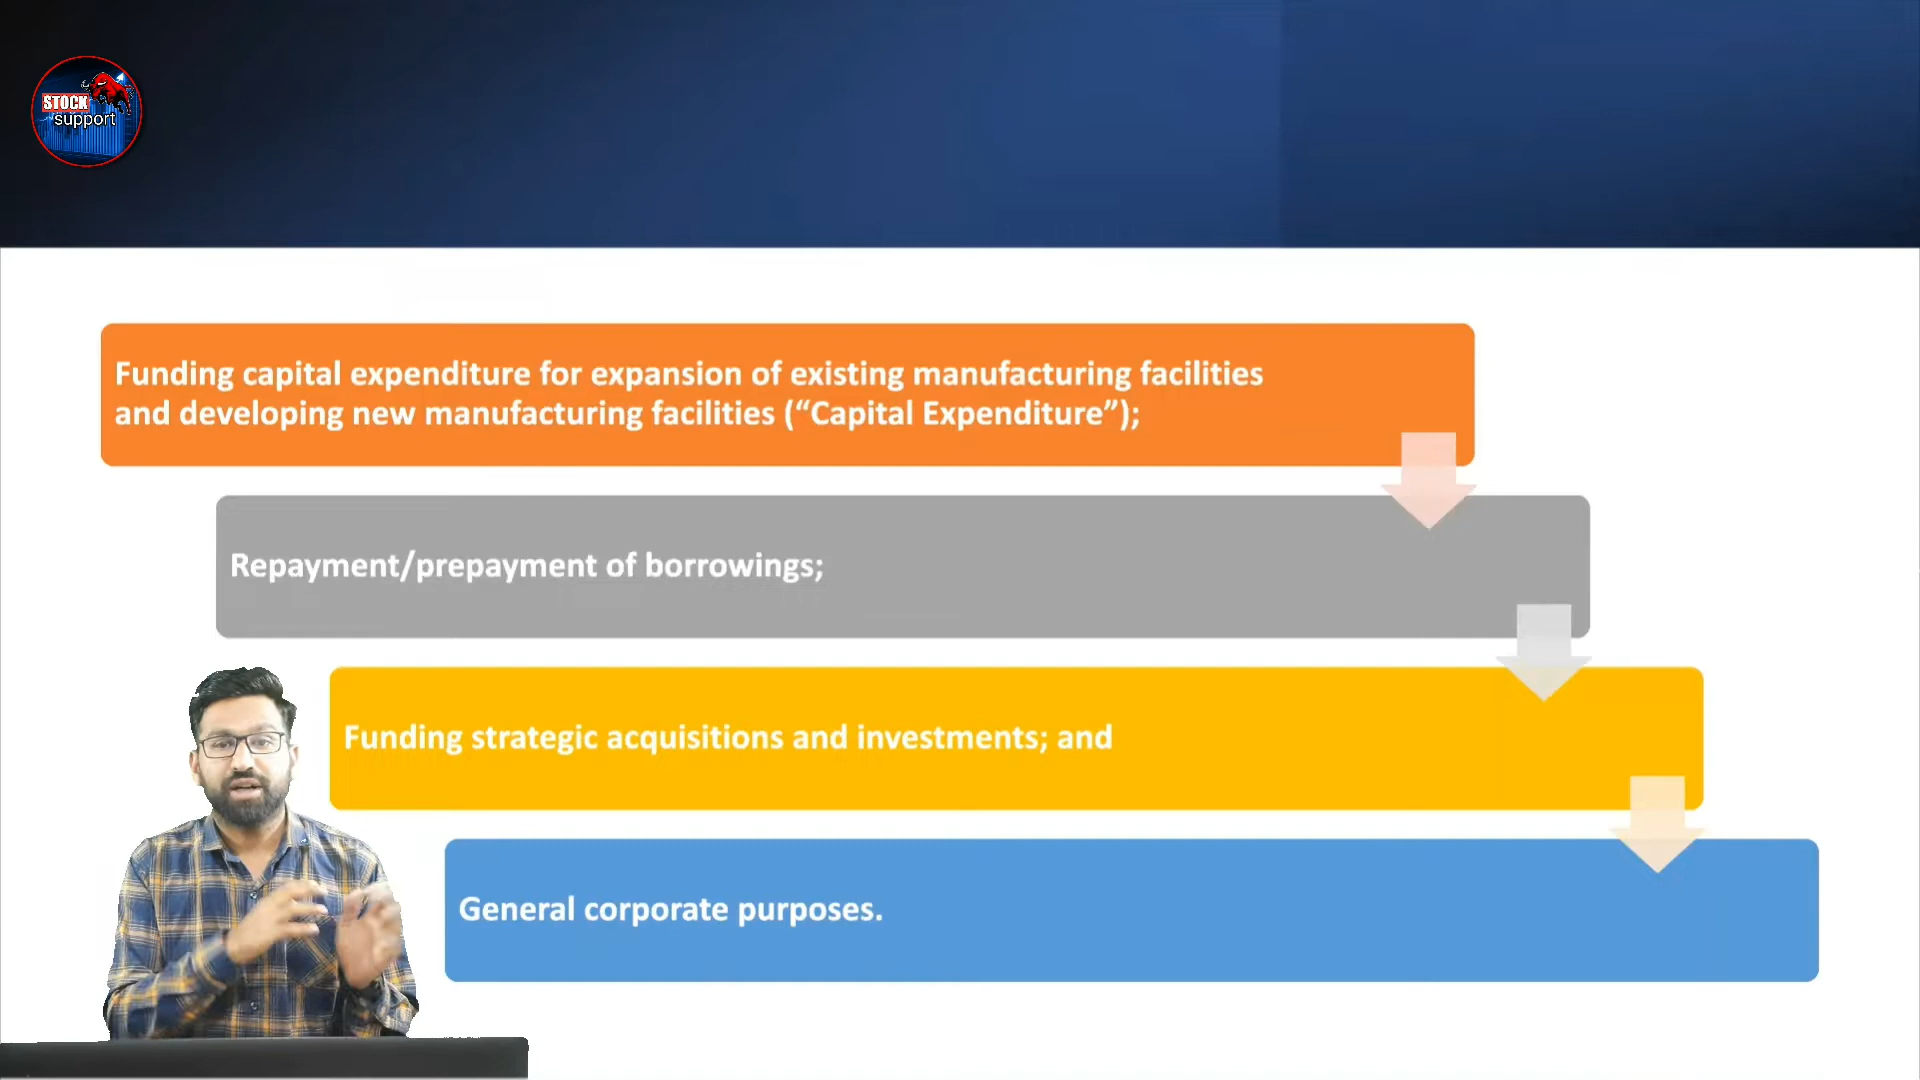 STOCK
support
Funding capital expenditure for expansion of existing manufacturing facilities
and developing new manufacturing facilities (“Capital Expenditure”);
Repayment/prepayment of borrowings;
Funding strategic acquisitions and investments; and
General corporate purposes.